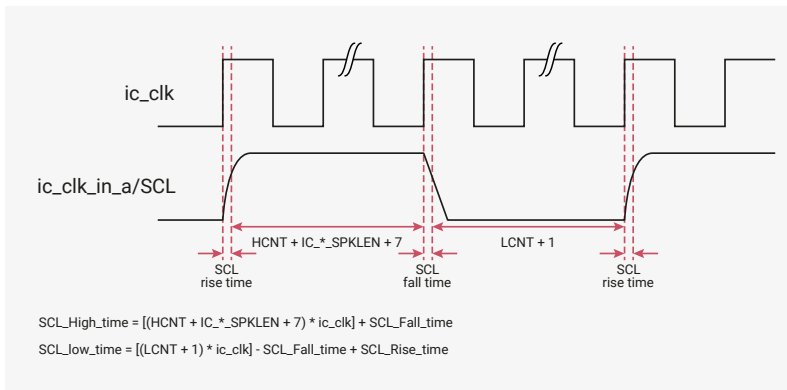 ic_clk
ic_clk_in_a/SCL
HCNT + IC_*_SPKLEN + 7
LCNT + 1
SCL
rise time
SCL
fall time
SCL
rise time
SCL_High_time = [(HCNT + IC_*_SPKLEN + 7) * ic_clk] + SCL_Fall_time
SCL_low_time = [(LCNT + 1) * ic_clk] - SCL_Fall_time + SCL_Rise_time